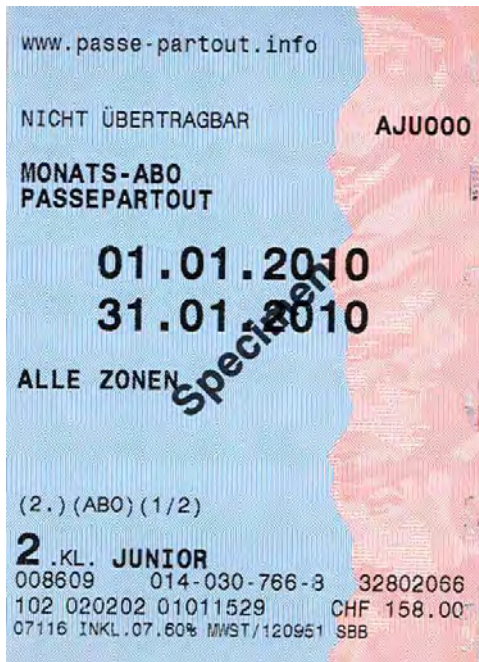 www.passe-partout.info
NICHT ÜBERTRAGBAR AJU000
MONATS-ABO
PASSEPARTOUT
01.01.2010
31.01.2010
Specimen
ALLE ZONEN
(2.)(ABO)(1/2)
2.KL. JUNIOR
008609 014-030-766-8 32802066
102 020202 01011529 CHF 158.00
07116 INKL.07.60% MWST/120951 SBB